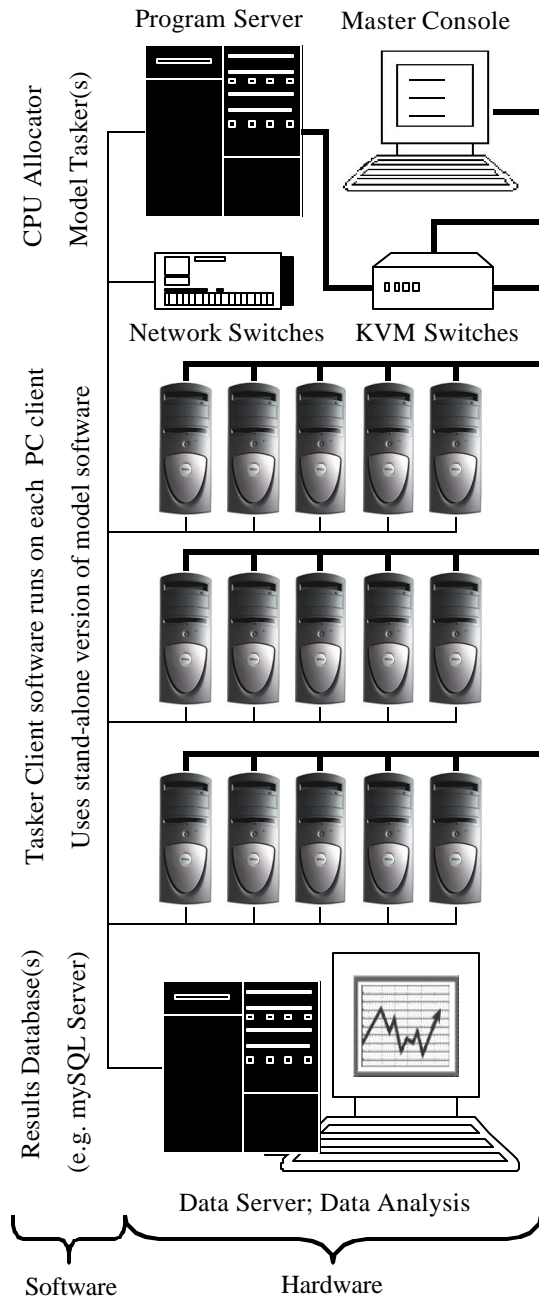 Program Server
Master Console
CPU Allocator
Model Tasker(s)
Network Switches
KVM Switches
Tasker Client software runs on each PC client
Uses stand-alone version of model software
Results Database(s)
(e.g. mySQL Server)
Data Server; Data Analysis
Software
Hardware